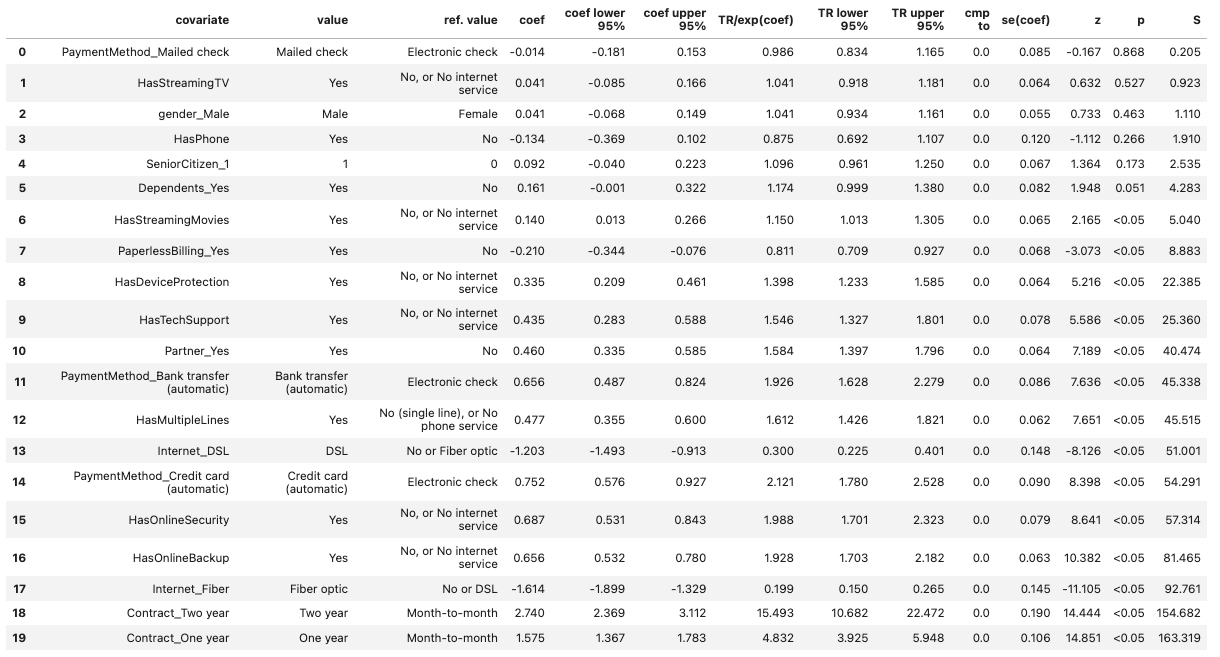 covariate value ref. value coef coef lower 95% coef upper 95% TR/exp(coef) TR lower 95% TR upper 95% cmp to se(coef) z p S
0 PaymentMethod_Mailed check Mailed check Electronic check -0.014 -0.181 0.153 0.986 0.834 1.165 0.0 0.085 -0.167 0.868 0.205
1 HasStreamingTV Yes No, or No internet service 0.041 -0.085 0.166 1.041 0.918 1.181 0.0 0.064 0.632 0.527 0.923
2 gender_Male Male Female 0.041 -0.068 0.149 1.041 0.934 1.161 0.0 0.055 0.733 0.463 1.110
3 HasPhone Yes No -0.134 -0.369 0.102 0.875 0.692 1.107 0.0 0.120 -1.112 0.266 1.910
4 SeniorCitizen_1 1 0 0.092 -0.040 0.223 1.096 0.961 1.250 0.0 0.067 1.364 0.173 2.535
5 Dependents_Yes Yes No 0.161 -0.001 0.322 1.174 0.999 1.380 0.0 0.082 1.948 0.051 4.283
6 HasStreamingMovies Yes No, or No internet service 0.140 0.013 0.266 1.150 1.013 1.305 0.0 0.065 2.165 <0.05 5.040
7 PaperlessBilling_Yes Yes No -0.210 -0.344 -0.076 0.811 0.709 0.927 0.0 0.068 -3.073 <0.05 8.883
8 HasDeviceProtection Yes No, or No internet service 0.335 0.209 0.461 1.398 1.233 1.585 0.0 0.064 5.216 <0.05 22.385
9 HasTechSupport Yes No, or No internet service 0.435 0.283 0.588 1.546 1.327 1.801 0.0 0.078 5.586 <0.05 25.360
10 Partner_Yes Yes No 0.460 0.335 0.585 1.584 1.397 1.796 0.0 0.064 7.189 <0.05 40.474
11 PaymentMethod_Bank transfer (automatic) Bank transfer (automatic) Electronic check 0.656 0.487 0.824 1.926 1.628 2.279 0.0 0.086 7.636 <0.05 45.338
12 HasMultipleLines Yes No (single line), or No phone service 0.477 0.355 0.600 1.612 1.426 1.821 0.0 0.062 7.651 <0.05 45.515
13 Internet_DSL DSL No or Fiber optic -1.203 -1.493 -0.913 0.300 0.225 0.401 0.0 0.148 -8.126 <0.05 51.001
14 PaymentMethod_Credit card (automatic) Credit card (automatic) Electronic check 0.752 0.576 0.927 2.121 1.780 2.528 0.0 0.090 8.398 <0.05 54.291
15 HasOnlineSecurity Yes No, or No internet service 0.687 0.531 0.843 1.988 1.701 2.323 0.0 0.079 8.641 <0.05 57.314
16 HasOnlineBackup Yes No, or No internet service 0.656 0.532 0.780 1.928 1.703 2.182 0.0 0.063 10.382 <0.05 81.465
17 Internet_Fiber Fiber optic No or DSL -1.614 -1.899 -1.329 0.199 0.150 0.265 0.0 0.145 -11.105 <0.05 92.761
18 Contract_Two year Two year Month-to-month 2.740 2.369 3.112 15.493 10.682 22.472 0.0 0.190 14.444 <0.05 154.682
19 Contract_One year One year Month-to-month 1.575 1.367 1.783 4.832 3.925 5.948 0.0 0.106 14.851 <0.05 163.319